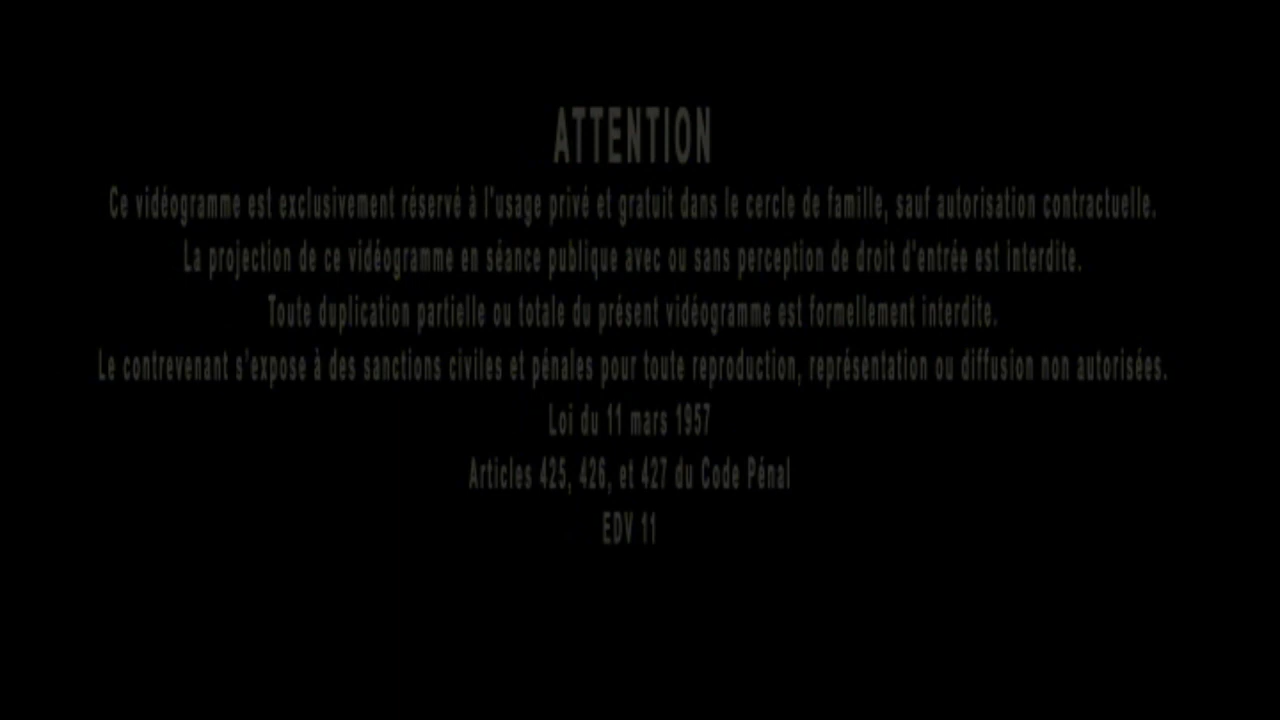 ATTENTION
Ce vidéogramme est exclusivement réservé à l'usage privé et gratuit dans le cercle de famille, sauf autorisation contractuelle.
La projection de ce vidéogramme en séance publique avec ou sans perception de droit d'entrée est interdite.
Toute duplication partielle ou totale du présent vidéogramme est formellement interdite.
Le contrevenant s'expose à des sanctions civiles et pénales pour toute reproduction, représentation ou diffusion non autorisées.
Loi du 11 mars 1957
Articles 425, 426, et 427 du Code Pénal
EDV 11